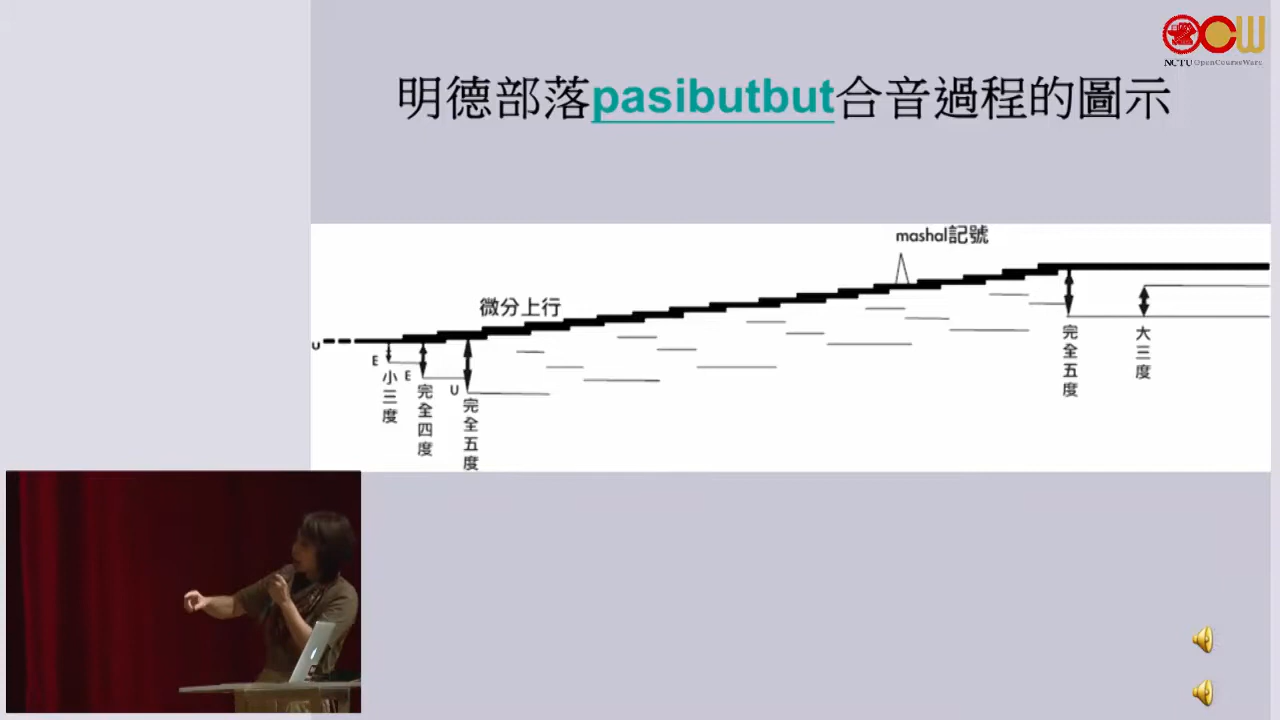 NCTU OpenCourseWare
明德部落pasibutbut合音過程的圖示
mashal記號
微分上行
U
E
小三度
E
完全四度
U
完全五度
完全五度
大三度